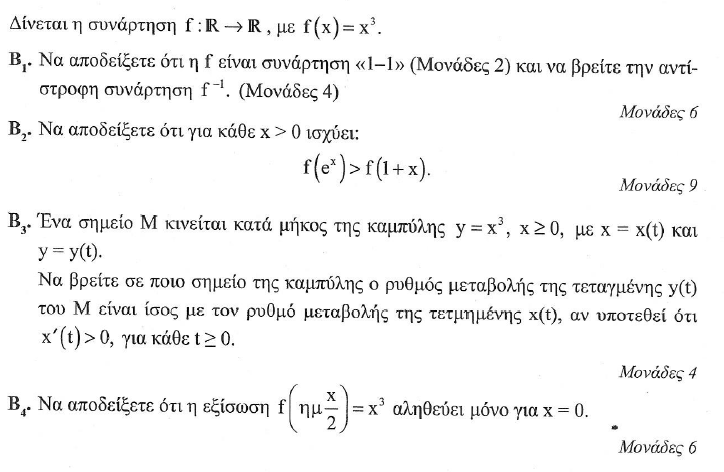 Δίνεται η συνάρτηση f : ℝ → ℝ , με f(x) = x³.
Β₁. Να αποδείξετε ότι η f είναι συνάρτηση «1–1» (Μονάδες 2) και να βρείτε την αντί-
στροφη συνάρτηση f⁻¹. (Μονάδες 4)
Μονάδες 6
Β₂. Να αποδείξετε ότι για κάθε x > 0 ισχύει:
f(eˣ) > f(1 + x).
Μονάδες 9
Β₃. Ένα σημείο Μ κινείται κατά μήκος της καμπύλης y = x³, x ≥ 0, με x = x(t) και
y = y(t).
Να βρείτε σε ποιο σημείο της καμπύλης ο ρυθμός μεταβολής της τεταγμένης y(t)
του Μ είναι ίσος με τον ρυθμό μεταβολής της τετμημένης x(t), αν υποτεθεί ότι
x′(t) > 0, για κάθε t ≥ 0.
Μονάδες 4
Β₄. Να αποδείξετε ότι η εξίσωση f(ημ x/2) = x³ αληθεύει μόνο για x = 0.
Μονάδες 6